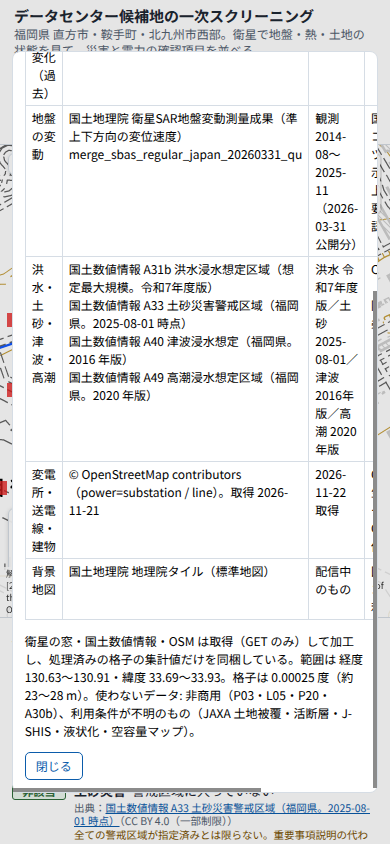 データセンター候補地の一次スクリーニング
福岡県 直方市・鞍手町・北九州市西部。衛星で地盤・熱・土地の
状態を見て、災害と電力の確認項目を並べる
変化
（過
去）
地盤
の変
動
国土地理院 衛星SAR地盤変動測量成果（準
上下方向の変位速度）
merge_sbas_regular_japan_20260331_qu
観測
2014-
08〜
2025-
11
（2026-
03-31
公開分）
洪
水・
土
砂・
津
波・
高潮
国土数値情報 A31b 洪水浸水想定区域（想
定最大規模。令和7年度版）
国土数値情報 A33 土砂災害警戒区域（福岡
県。2025-08-01 時点）
国土数値情報 A40 津波浸水想定（福岡県。
2016 年版）
国土数値情報 A49 高潮浸水想定区域（福岡
県。2020 年版）
洪水 令
和7年度
版／土
砂
2025-
08-01／
津波
2016年
版／高
潮 2020
年版
変電
所・
送電
線・
建物
© OpenStreetMap contributors
（power=substation / line）。取得 2026-
11-21
2026-
11-22
取得
背景
地図
国土地理院 地理院タイル（標準地図）
配信中
のもの
衛星の窓・国土数値情報・OSM は取得（GET のみ）して加工
し、処理済みの格子の集計値だけを同梱している。範囲は 経度
130.63〜130.91・緯度 33.69〜33.93。格子は 0.00025 度（約
23〜28 m）。使わないデータ: 非商用（P03・L05・P20・
A30b）、利用条件が不明のもの（JAXA 土地被覆・活断層・J-
SHIS・液状化・空容量マップ）。
閉じる
出典：国土数値情報 A33 土砂災害警戒区域（福岡県。2025-08-
01 時点）（CC BY 4.0（一部制限））
全ての警戒区域が指定済みとは限らない。重要事項説明の代わ